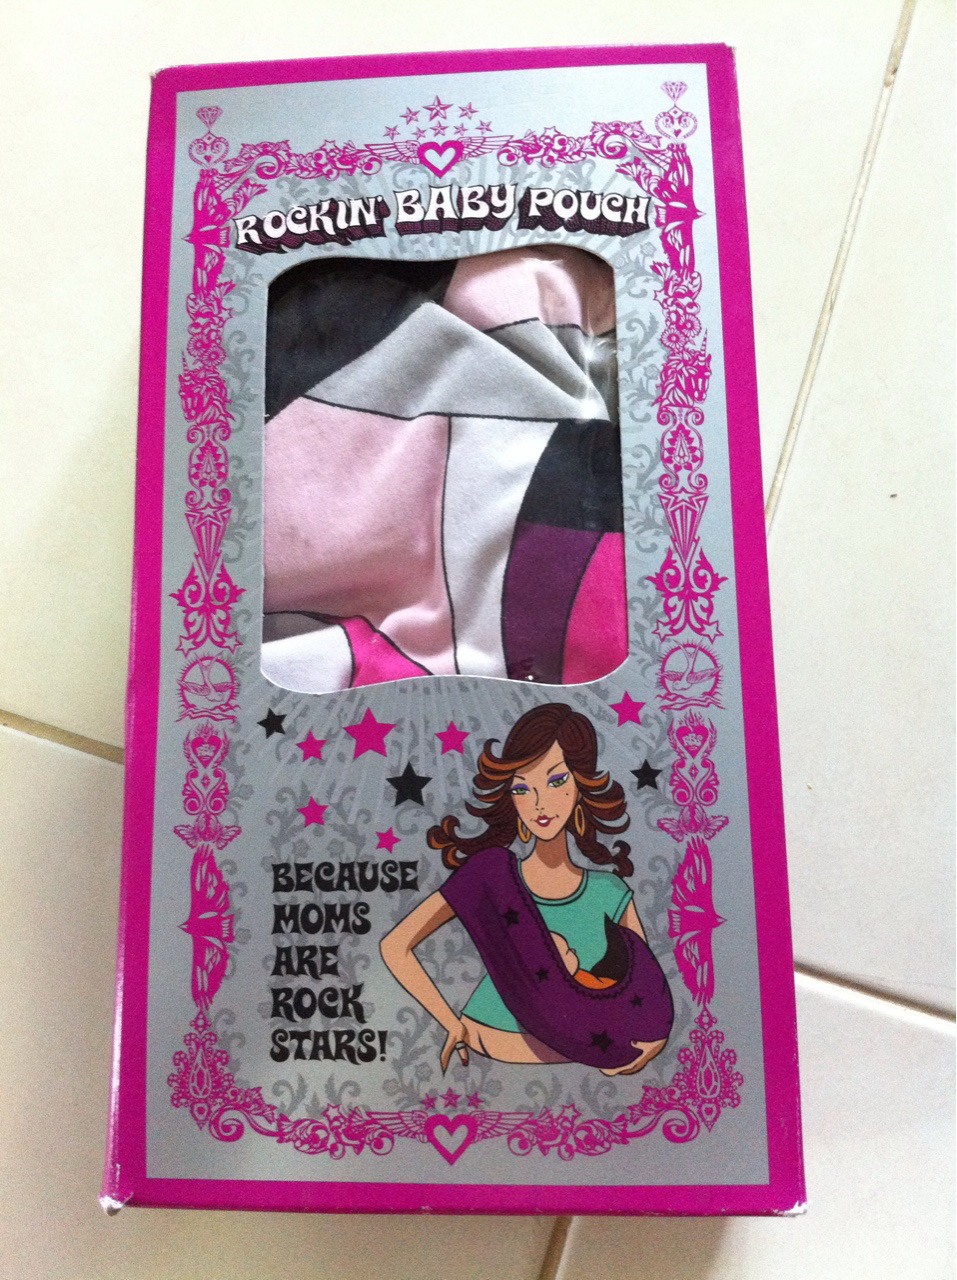 ROCKIN' BABY POUCH
BECAUSE
MOMS
ARE
ROCK
STARS!